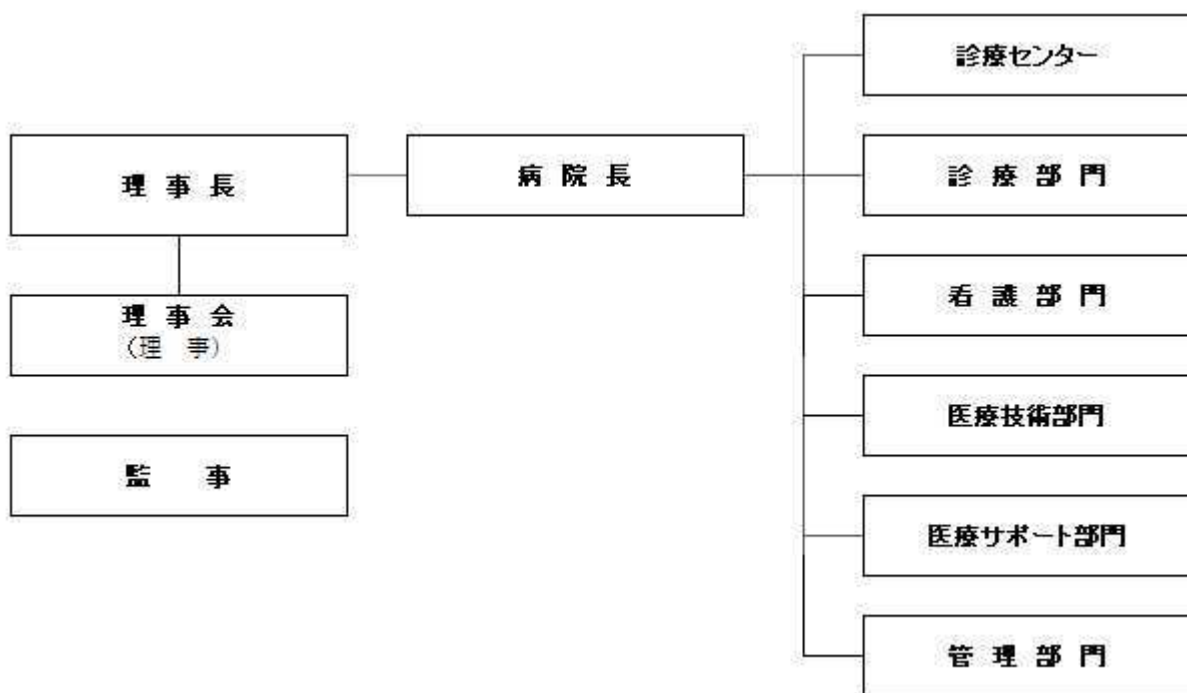 理事長
理事会
（理　事）
監　事
病院長
診療センター
診療部門
看護部門
医療技術部門
医療サポート部門
管理部門